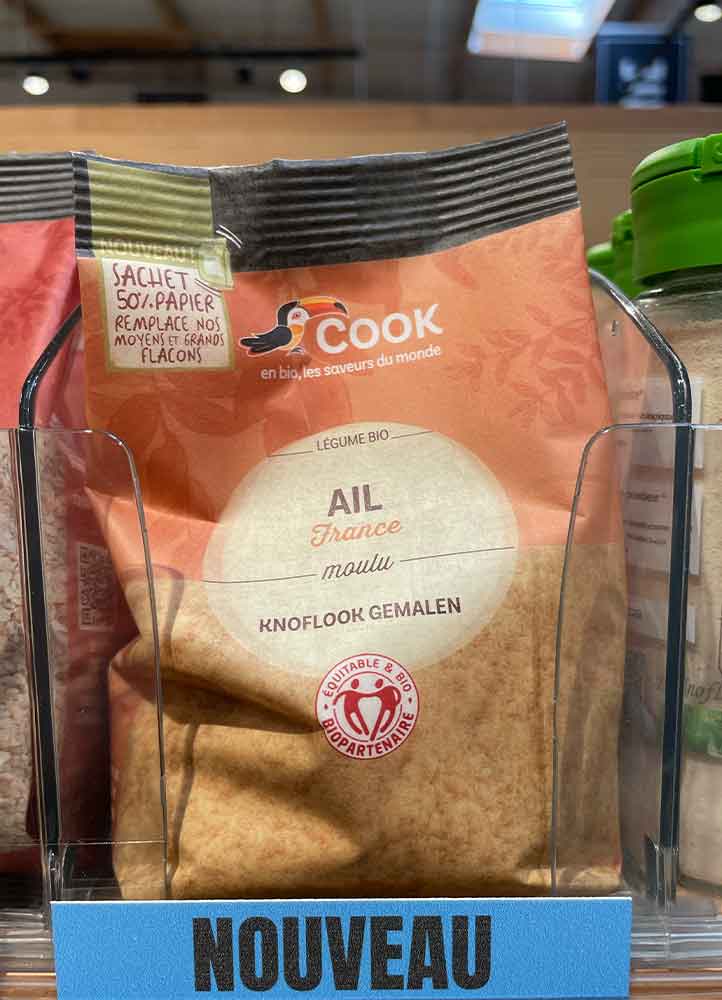 NOUVEAU !
SACHET
50% PAPIER
REMPLACE NOS
MOYENS ET GRANDS
FLACONS
COOK
en bio, les saveurs du monde
LÉGUME BIO
AIL
France
moulu
KNOFLOOK GEMALEN
ÉQUITABLE & BIO
BIOPARTENAIRE
NOUVEAU